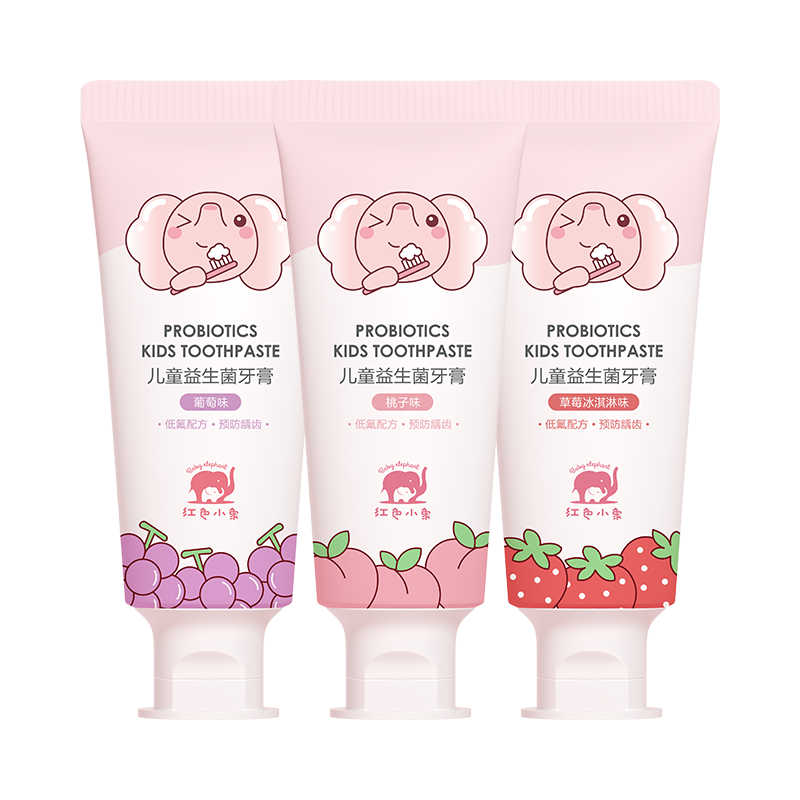 PROBIOTICS
KIDS TOOTHPASTE
儿童益生菌牙膏
葡萄味
•低氟配方•预防龋齿•
Baby elephant
红色小象
PROBIOTICS
KIDS TOOTHPASTE
儿童益生菌牙膏
桃子味
•低氟配方•预防龋齿•
Baby elephant
红色小象
PROBIOTICS
KIDS TOOTHPASTE
儿童益生菌牙膏
草莓冰淇淋味
•低氟配方•预防龋齿•
Baby elephant
红色小象